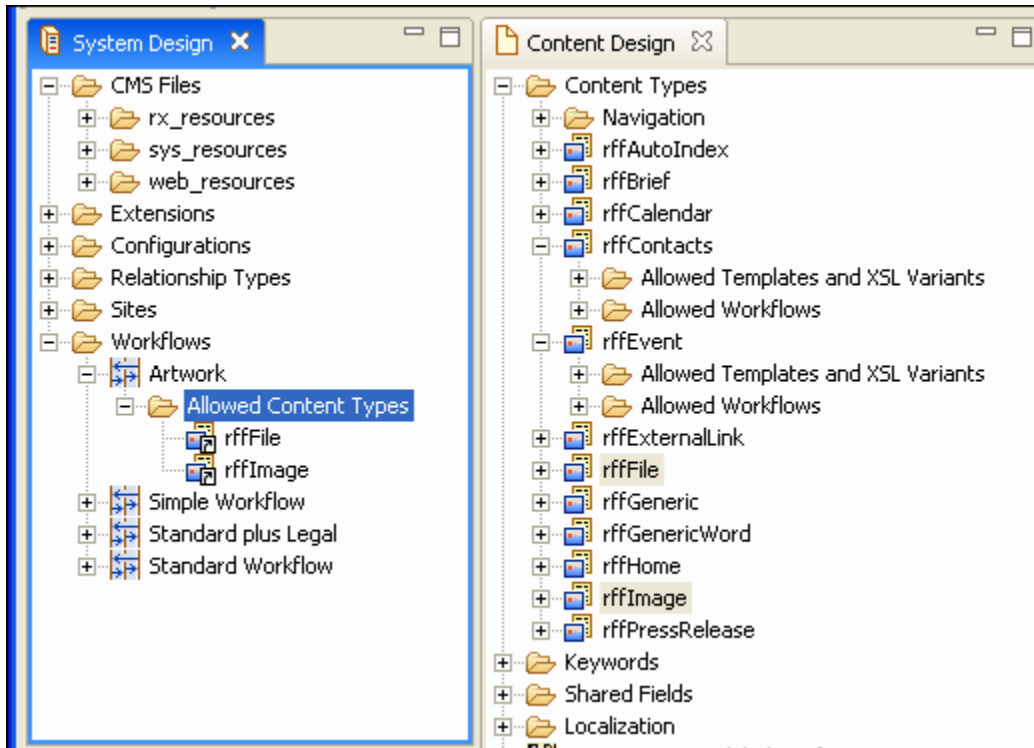 System Design
CMS Files
rx_resources
sys_resources
web_resources
Extensions
Configurations
Relationship Types
Sites
Workflows
Artwork
Allowed Content Types
rffFile
rffImage
Simple Workflow
Standard plus Legal
Standard Workflow
Content Design
Content Types
Navigation
rffAutoIndex
rffBrief
rffCalendar
rffContacts
Allowed Templates and XSL Variants
Allowed Workflows
rffEvent
Allowed Templates and XSL Variants
Allowed Workflows
rffExternalLink
rffFile
rffGeneric
rffGenericWord
rffHome
rffImage
rffPressRelease
Keywords
Shared Fields
Localization